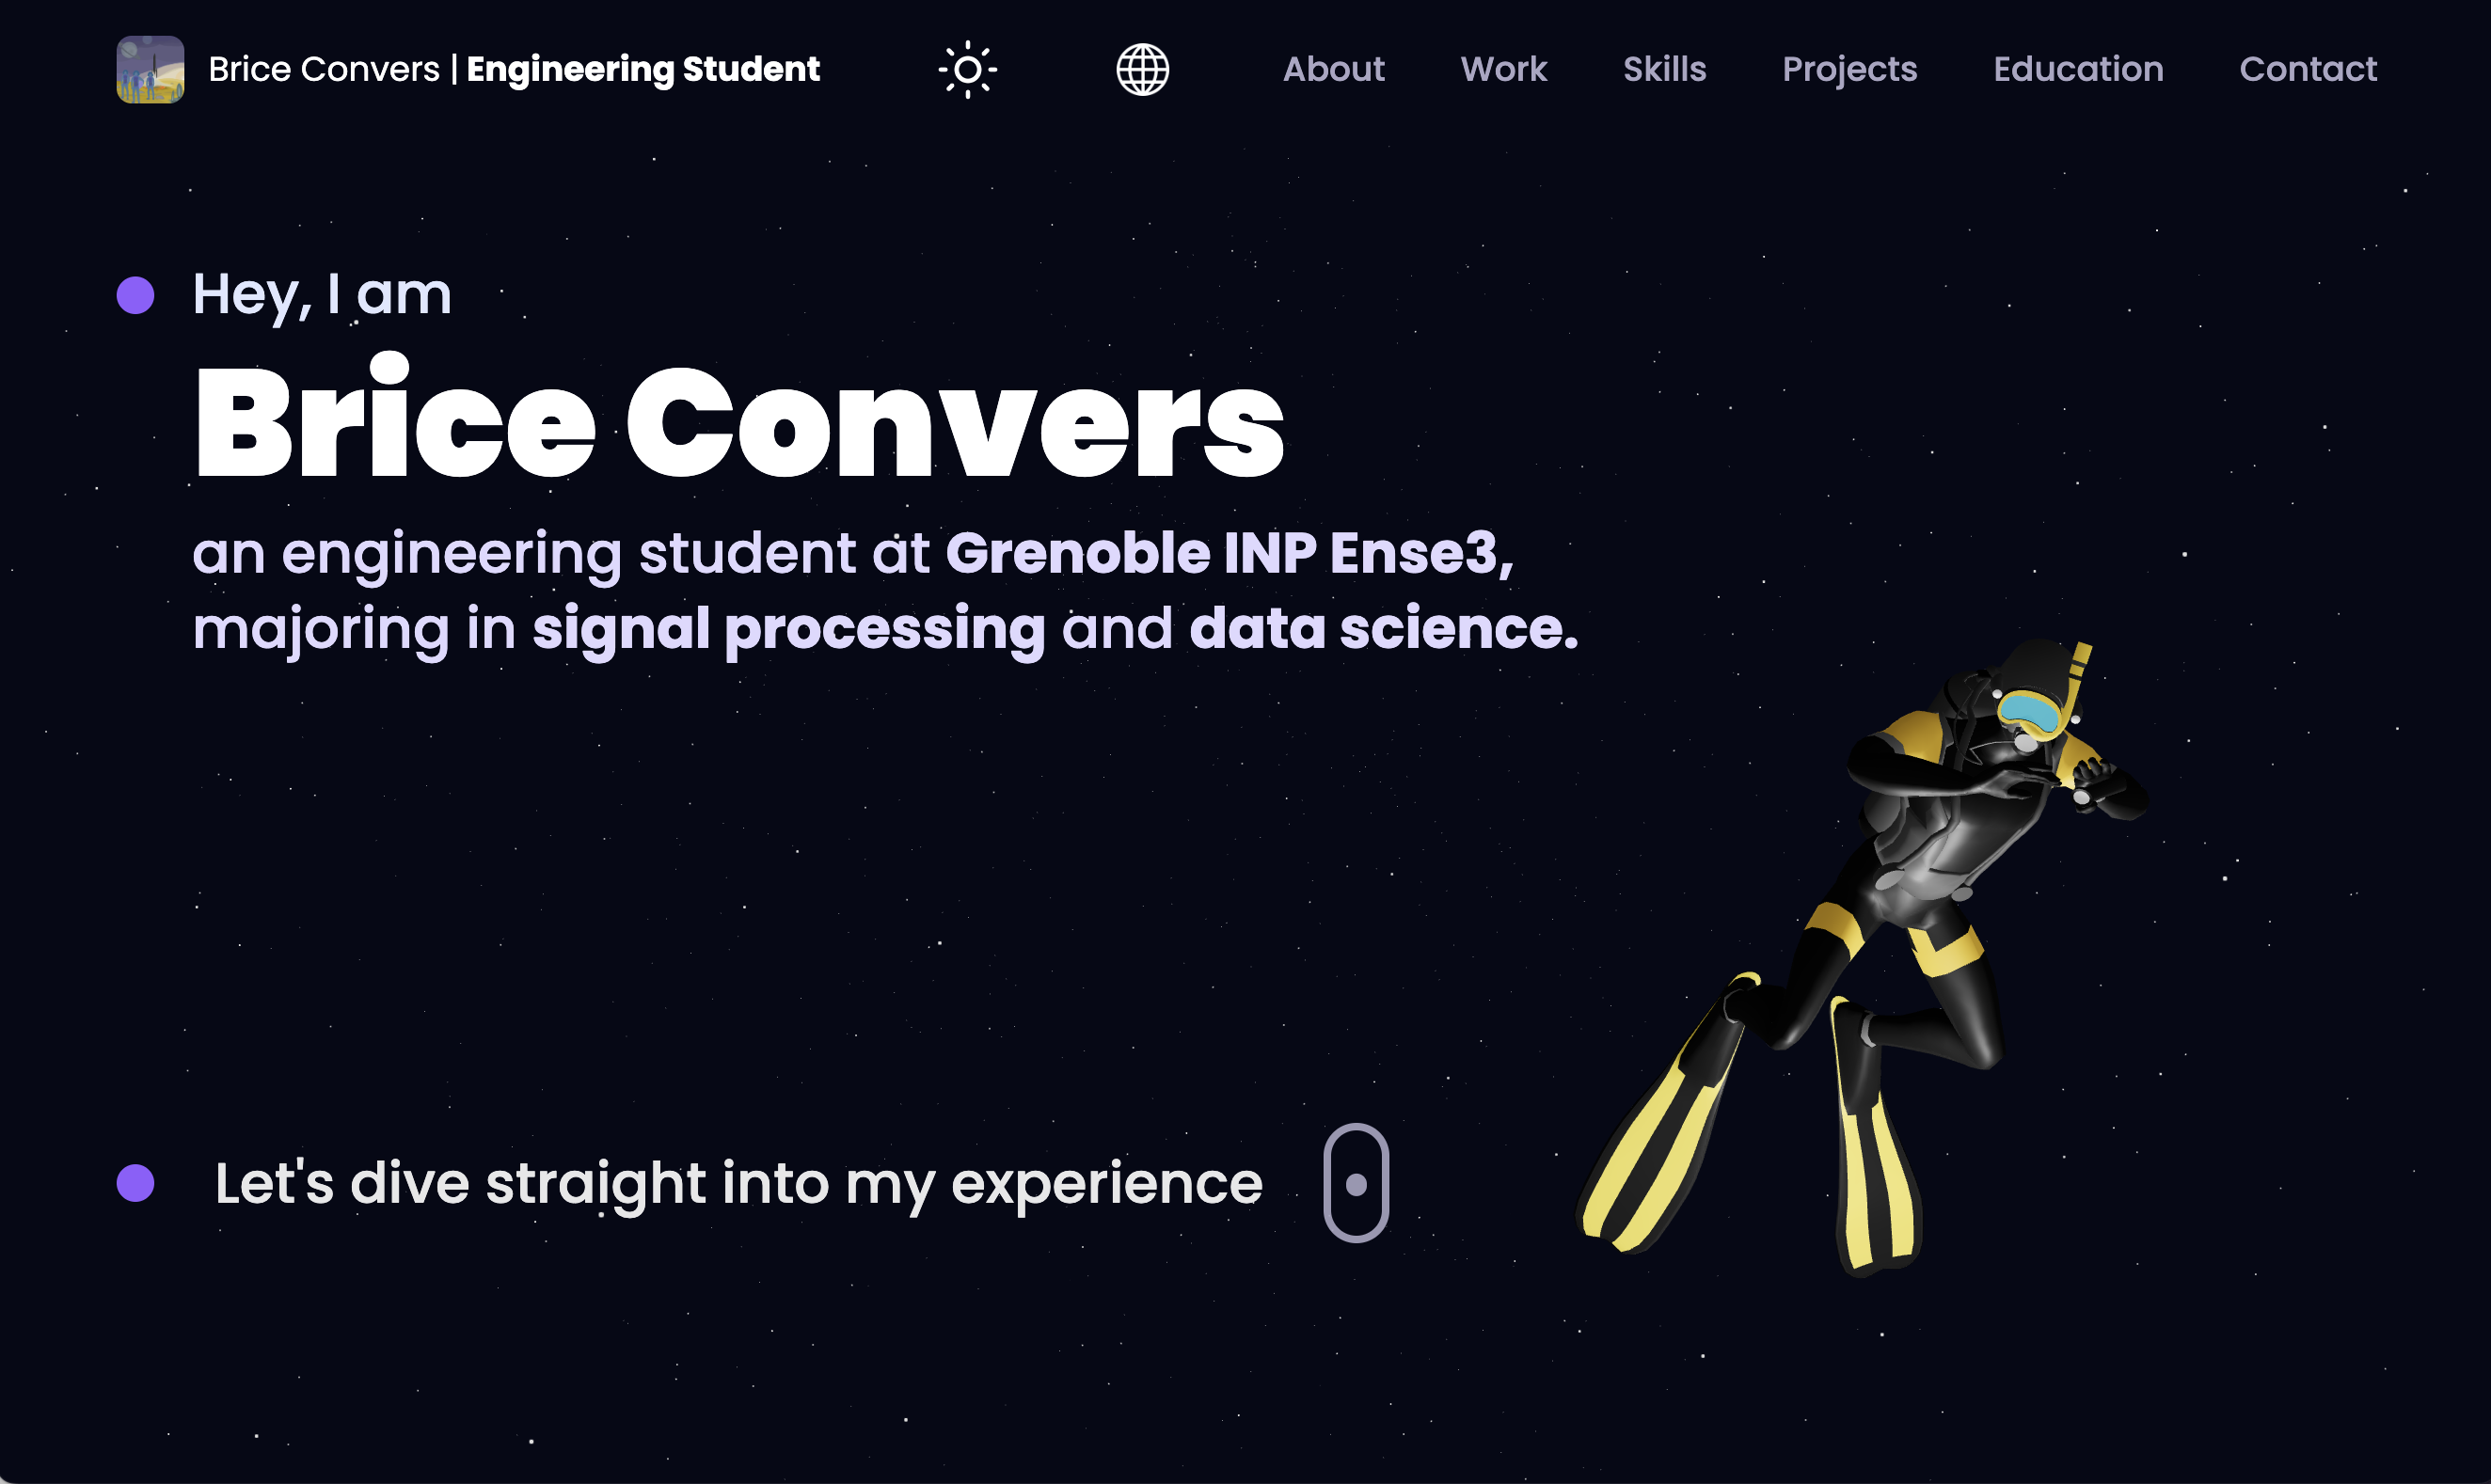 Brice Convers | Engineering Student
About Work Skills Projects Education Contact
Hey, I am
Brice Convers
an engineering student at Grenoble INP Ense3,
majoring in signal processing and data science.
Let's dive straight into my experience